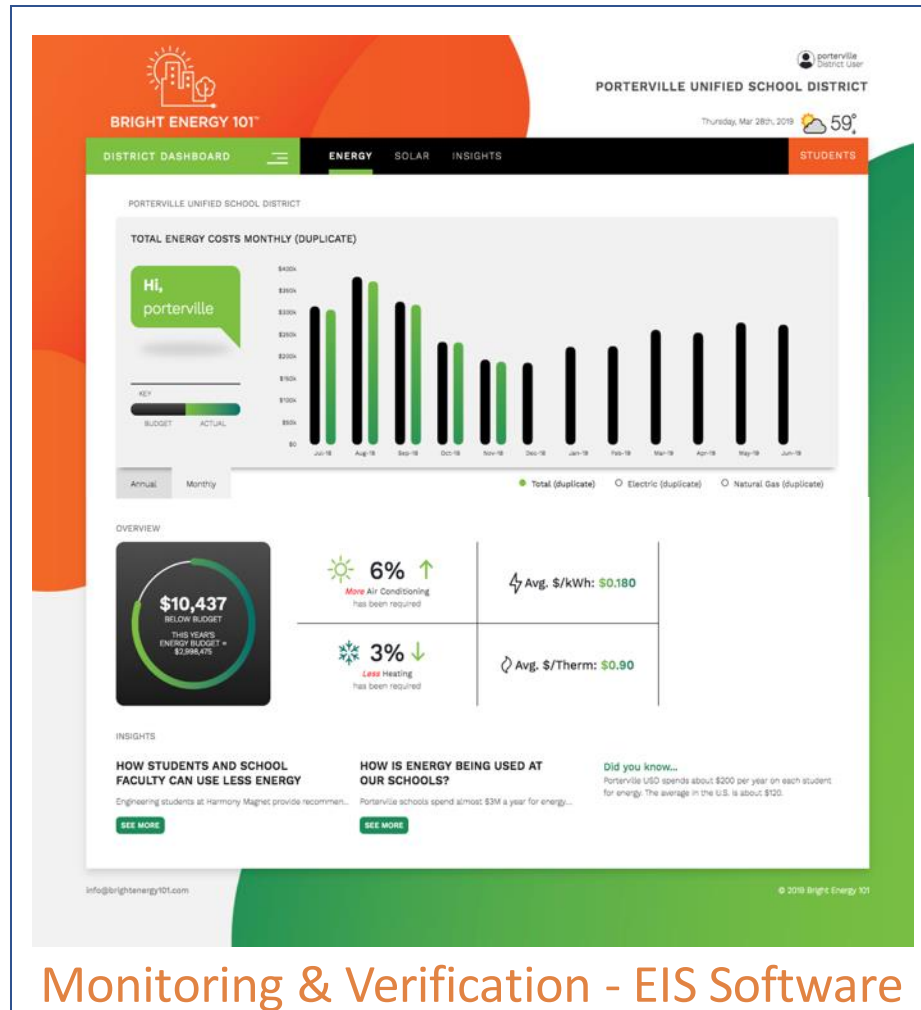 porterville
District User
PORTERVILLE UNIFIED SCHOOL DISTRICT
BRIGHT ENERGY 101™
Thursday, Mar 28th, 2019 59°
DISTRICT DASHBOARD ENERGY SOLAR INSIGHTS STUDENTS
PORTERVILLE UNIFIED SCHOOL DISTRICT
TOTAL ENERGY COSTS MONTHLY (DUPLICATE)
Hi,
porterville
KEY
BUDGET ACTUAL
$400k
$350k
$300k
$250k
$200k
$150k
$100k
$50k
$0
Jul-18 Aug-18 Sep-18 Oct-18 Nov-18 Dec-18 Jan-19 Feb-19 Mar-19 Apr-19 May-19 Jun-19
Annual Monthly
Total (duplicate) Electric (duplicate) Natural Gas (duplicate)
OVERVIEW
$10,437
BELOW BUDGET
THIS YEAR'S
ENERGY BUDGET =
$2,998,475
6%
More Air Conditioning
has been required
Avg. $/kWh: $0.180
3%
Less Heating
has been required
Avg. $/Therm: $0.90
INSIGHTS
HOW STUDENTS AND SCHOOL
FACULTY CAN USE LESS ENERGY
Engineering students at Harmony Magnet provide recommen...
SEE MORE
HOW IS ENERGY BEING USED AT
OUR SCHOOLS?
Porterville schools spend almost $3M a year for energy...
SEE MORE
Did you know...
Porterville USD spends about $200 per year on each student
for energy. The average in the U.S. is about $120.
info@brightenergy101.com
© 2019 Bright Energy 101
Monitoring & Verification - EIS Software